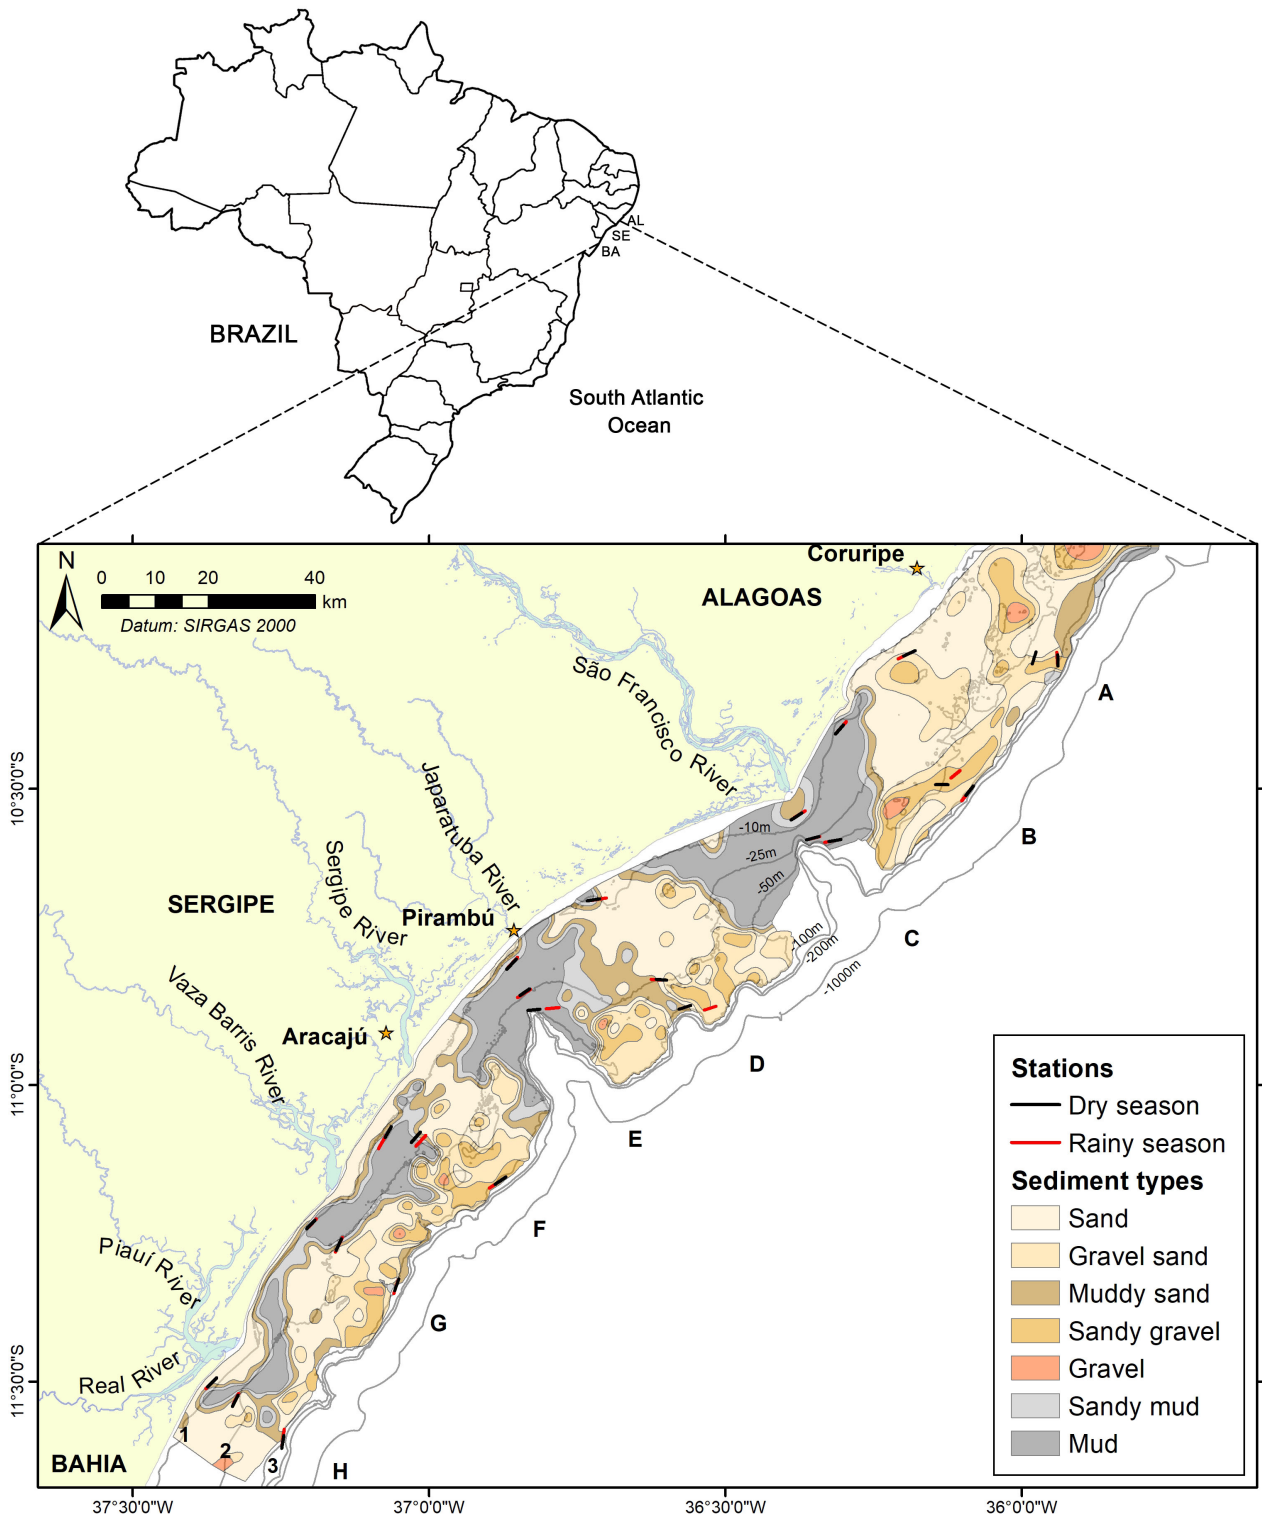 AL
SE
BA
BRAZIL
South Atlantic
Ocean
N
0 10 20 40
km
Datum: SIRGAS 2000
Coruripe
ALAGOAS
São Francisco River
A
Japaratuba River
10°30'0"S
10°30'0"S
-10m
-25m
-50m
B
Sergipe River
SERGIPE
Pirambú
C
-100m
-200m
-1000m
Vaza Barris River
Aracajú
D
11°0'0"S
E
F
Piauí River
G
Real River
11°30'0"S
1
2
3
H
BAHIA
Stations
Dry season
Rainy season
Sediment types
Sand
Gravel sand
Muddy sand
Sandy gravel
Gravel
Sandy mud
Mud
37°30'0"W
37°0'0"W
36°30'0"W
36°0'0"W